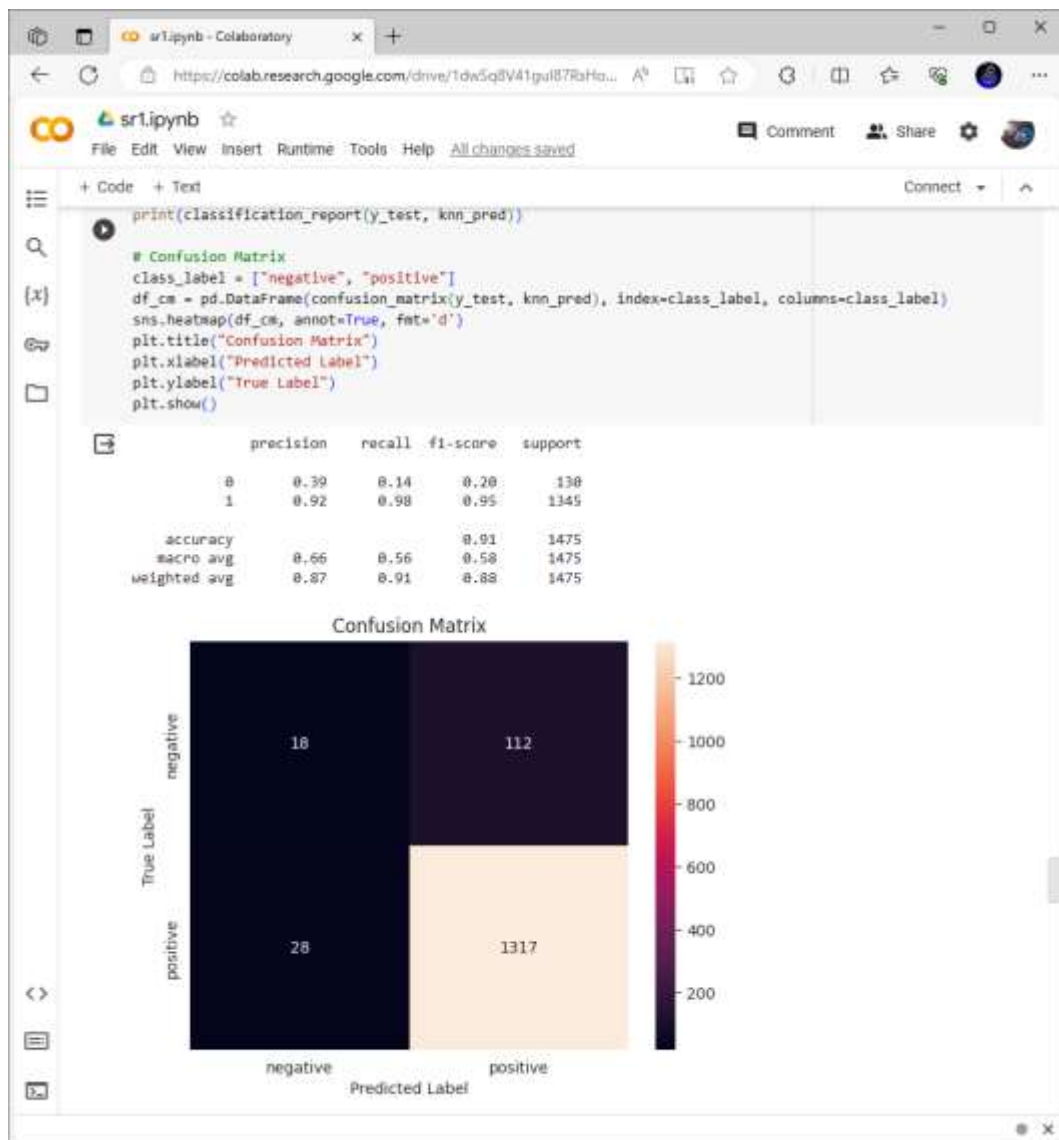 sr1.ipynb - Colaboratory
https://colab.research.google.com/drive/
sr1.ipynb
Comment
Share
File Edit View Insert Runtime Tools Help All changes saved
+ Code + Text
Connect
print(classification_report(y_test, knn_pred))
# Confusion Matrix
class_label = ["negative", "positive"]
df_cm = pd.DataFrame(confusion_matrix(y_test, knn_pred), index=class_label, columns=class_label)
sns.heatmap(df_cm, annot=True, fmt='d')
plt.title("Confusion Matrix")
plt.xlabel("Predicted Label")
plt.ylabel("True Label")
plt.show()
precision recall f1-score support
0 0.39 0.14 0.20 130
1 0.92 0.98 0.95 1345
accuracy 0.91 1475
macro avg 0.66 0.56 0.58 1475
weighted avg 0.87 0.91 0.88 1475
Confusion Matrix
negative
18 112
1200
1000
800
True Label
600
positive
28 1317
400
200
negative positive
Predicted Label